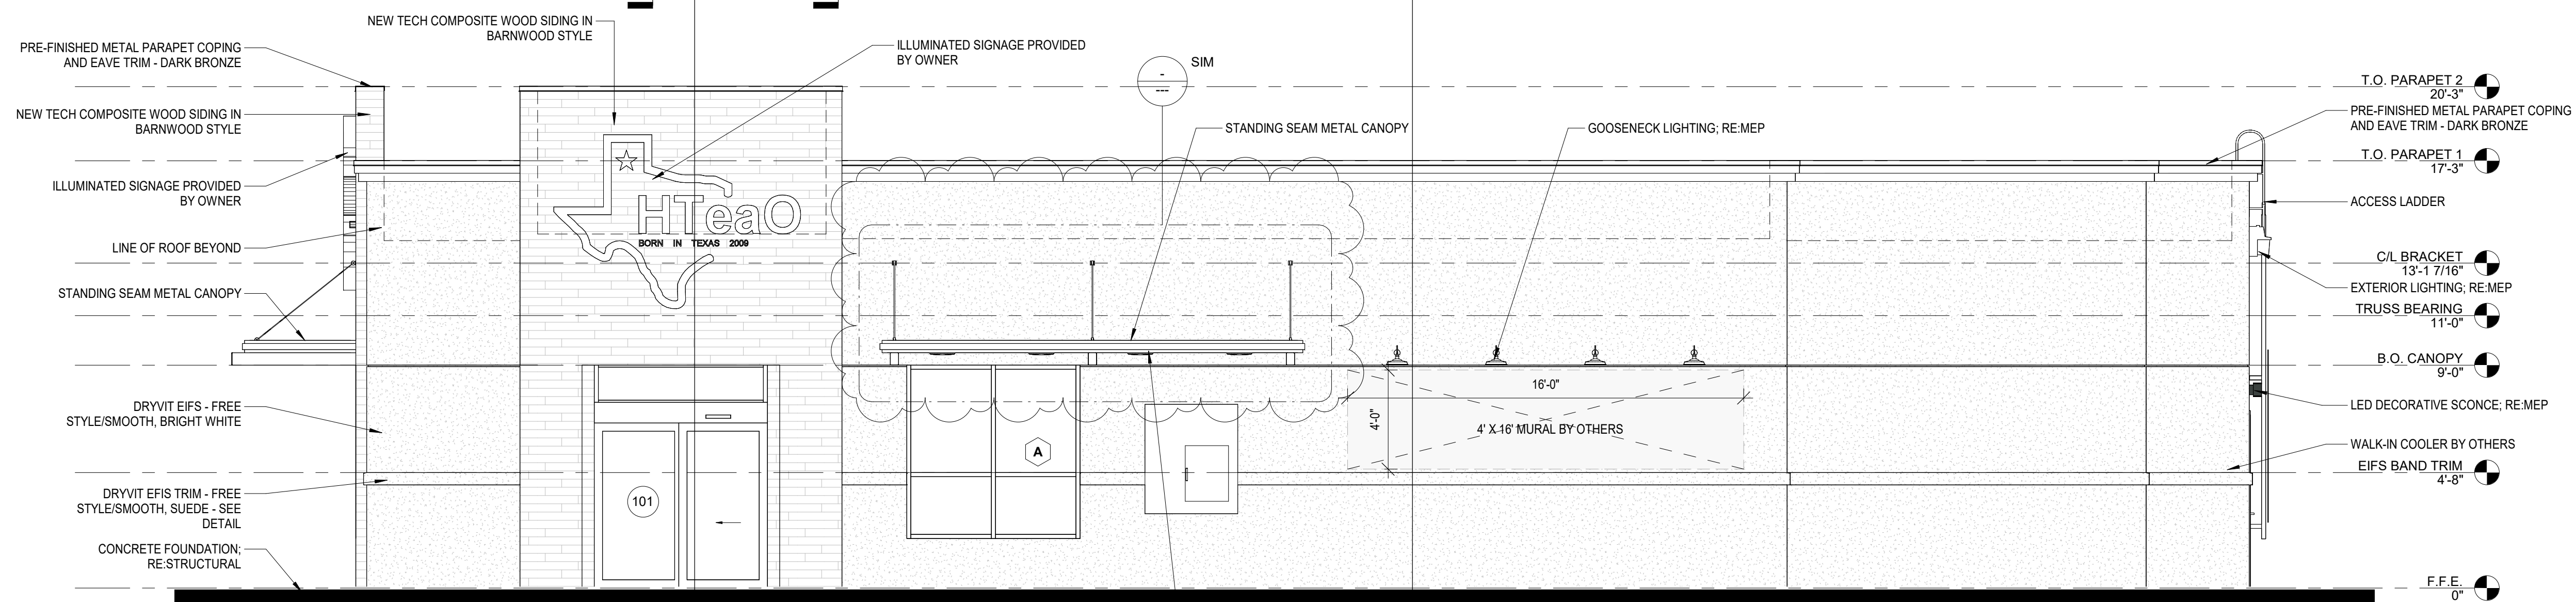 NEW TECH COMPOSITE WOOD SIDING IN
BARNWOOD STYLE
PRE-FINISHED METAL PARAPET COPING
AND EAVE TRIM - DARK BRONZE
NEW TECH COMPOSITE WOOD SIDING IN
BARNWOOD STYLE
ILLUMINATED SIGNAGE PROVIDED
BY OWNER
LINE OF ROOF BEYOND
STANDING SEAM METAL CANOPY
DRYVIT EIFS - FREE
STYLE/SMOOTH, BRIGHT WHITE
DRYVIT EFIS TRIM - FREE
STYLE/SMOOTH, SUEDE - SEE
DETAIL
CONCRETE FOUNDATION;
RE:STRUCTURAL
ILLUMINATED SIGNAGE PROVIDED
BY OWNER
HTeaO
BORN IN TEXAS 2009
101
-
---
SIM
STANDING SEAM METAL CANOPY
GOOSENECK LIGHTING; RE:MEP
A
16'-0"
4'-0"
4' X 16' MURAL BY OTHERS
T.O. PARAPET 2
20'-3"
PRE-FINISHED METAL PARAPET COPING
AND EAVE TRIM - DARK BRONZE
T.O. PARAPET 1
17'-3"
ACCESS LADDER
C/L BRACKET
13'-1 7/16"
EXTERIOR LIGHTING; RE:MEP
TRUSS BEARING
11'-0"
B.O. CANOPY
9'-0"
LED DECORATIVE SCONCE; RE:MEP
WALK-IN COOLER BY OTHERS
EIFS BAND TRIM
4'-8"
F.F.E.
0"